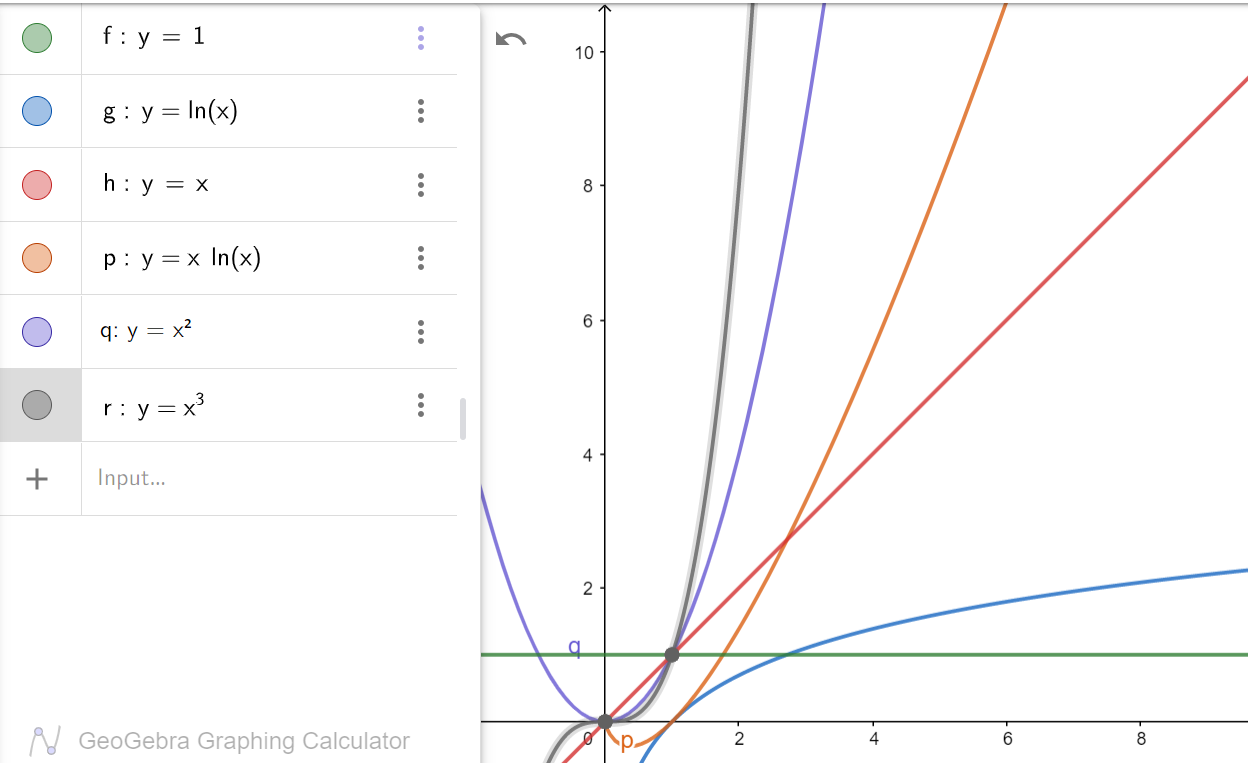 f : y = 1
g : y = ln(x)
h : y = x
p : y = x ln(x)
q: y = x²
r : y = x³
+ Input...
GeoGebra Graphing Calculator
10
8
6
4
2
q
0
p
2
4
6
8